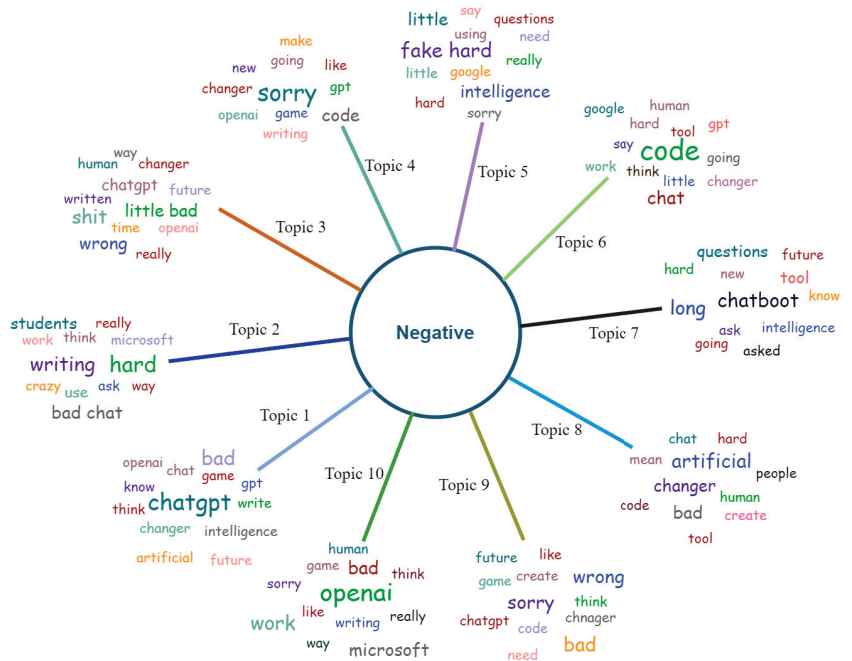 Negative
Topic 1
bad
openai chat game
know gpt
chatgpt write
think
changer intelligence
artificial future
Topic 2
students really
work think microsoft
writing hard
crazy use ask way
bad chat
Topic 3
way
human changer
chatgpt future
written
shit little bad
time openai
wrong
really
Topic 4
make
new going like
changer sorry gpt
openai game code
writing
Topic 5
say
little questions
using need
fake hard
really
little google
intelligence
hard
sorry
Topic 6
google human
hard tool gpt
say code going
work think
little changer
chat
Topic 7
questions future
hard new tool
chatboot know
long
ask intelligence
going asked
Topic 8
chat hard
mean artificial people
changer
human
code bad create
tool
Topic 9
future like
game create wrong
sorry think
chnager
chatgpt code
bad
need
Topic 10
human
game bad think
sorry
openai
like
work writing really
way microsoft